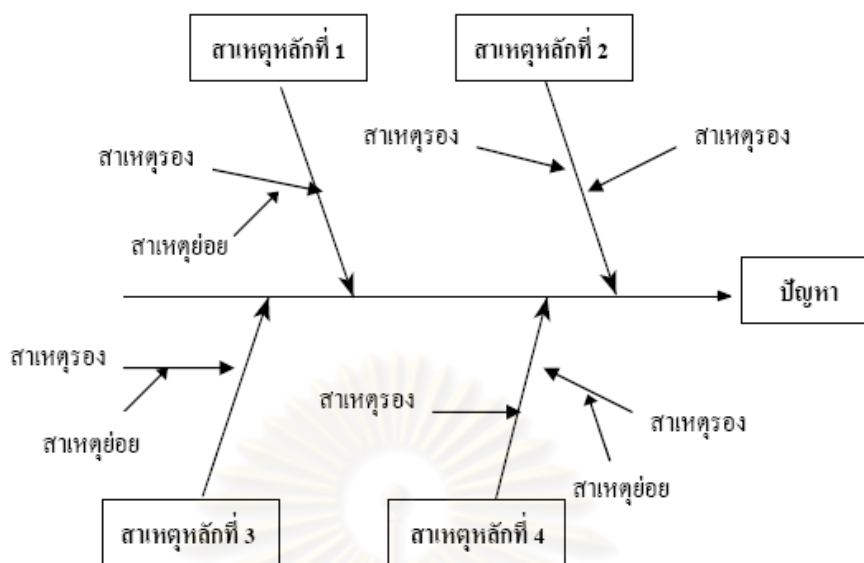 สาเหตุหลักที่ 1
สาเหตุหลักที่ 2
สาเหตุรอง
สาเหตุรอง
สาเหตุรอง
สาเหตุย่อย
ปัญหา
สาเหตุรอง
สาเหตุรอง
สาเหตุรอง
สาเหตุย่อย
สาเหตุย่อย
สาเหตุหลักที่ 3
สาเหตุหลักที่ 4